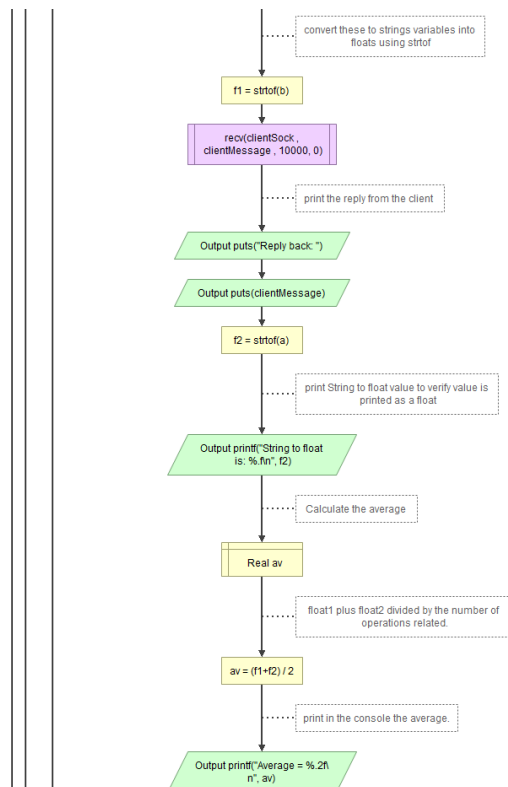 convert these to strings variables into
floats using strtof
f1 = strtof(b)
recv(clientSock ,
clientMessage , 10000, 0)
print the reply from the client
Output puts("Reply back: ")
Output puts(clientMessage)
f2 = strtof(a)
print String to float value to verify value is
printed as a float
Output printf("String to float
is: %.f\n", f2)
Calculate the average
Real av
float1 plus float2 divided by the number of
operations related.
av = (f1+f2) / 2
print in the console the average.
Output printf("Average = %.2f\
n", av)